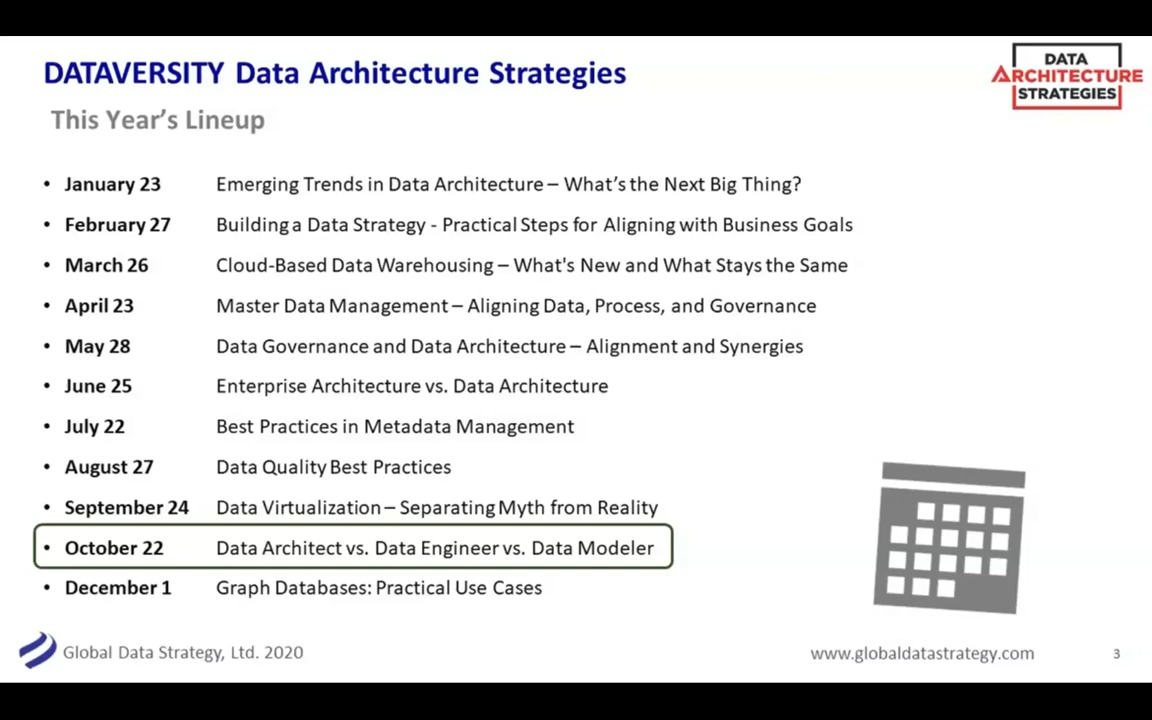 DATAVERSITY Data Architecture Strategies
DATA
ARCHITECTURE
STRATEGIES
This Year's Lineup
• January 23 Emerging Trends in Data Architecture – What's the Next Big Thing?
• February 27 Building a Data Strategy - Practical Steps for Aligning with Business Goals
• March 26 Cloud-Based Data Warehousing – What's New and What Stays the Same
• April 23 Master Data Management – Aligning Data, Process, and Governance
• May 28 Data Governance and Data Architecture – Alignment and Synergies
• June 25 Enterprise Architecture vs. Data Architecture
• July 22 Best Practices in Metadata Management
• August 27 Data Quality Best Practices
• September 24 Data Virtualization – Separating Myth from Reality
• October 22 Data Architect vs. Data Engineer vs. Data Modeler
• December 1 Graph Databases: Practical Use Cases
Global Data Strategy, Ltd. 2020
www.globaldatastrategy.com
3